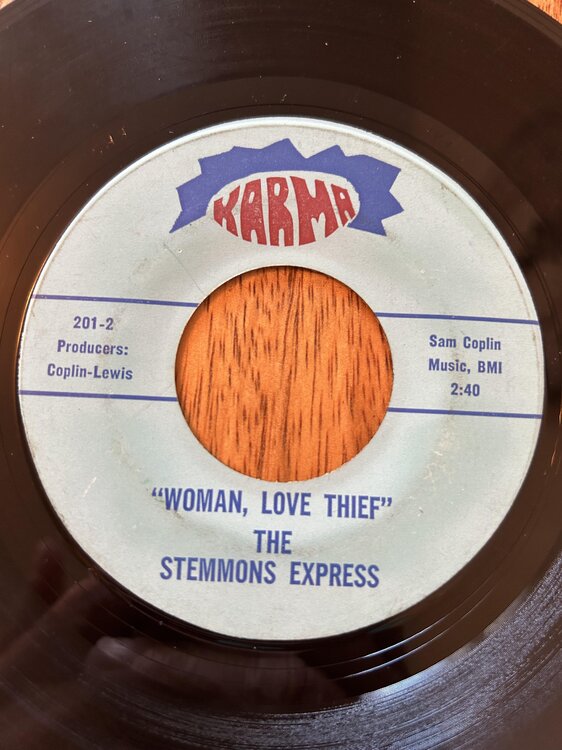 KARMA
201-2
Producers:
Coplin-Lewis
Sam Coplin
Music, BMI
2:40
"WOMAN, LOVE THIEF"
THE
STEMMONS EXPRESS